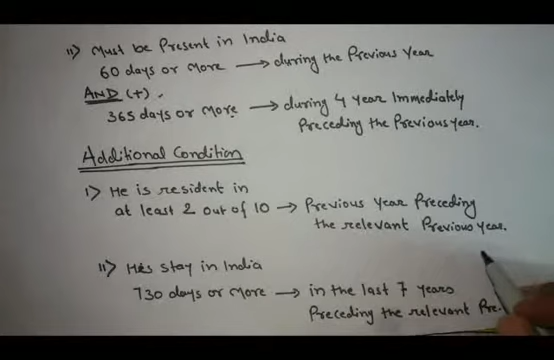 ii) Must be Present in India
60 days or More → during the Previous Year
AND (+).
365 days or More → during 4 year Immediately
Preceding the Previous Year.
Additional Condition
i) He is resident in
at least 2 out of 10 → Previous Year Preceding
the relevant Previous Year.
ii) His stay in India
730 days or More → in the last 7 years
Preceding the relevant Pre.